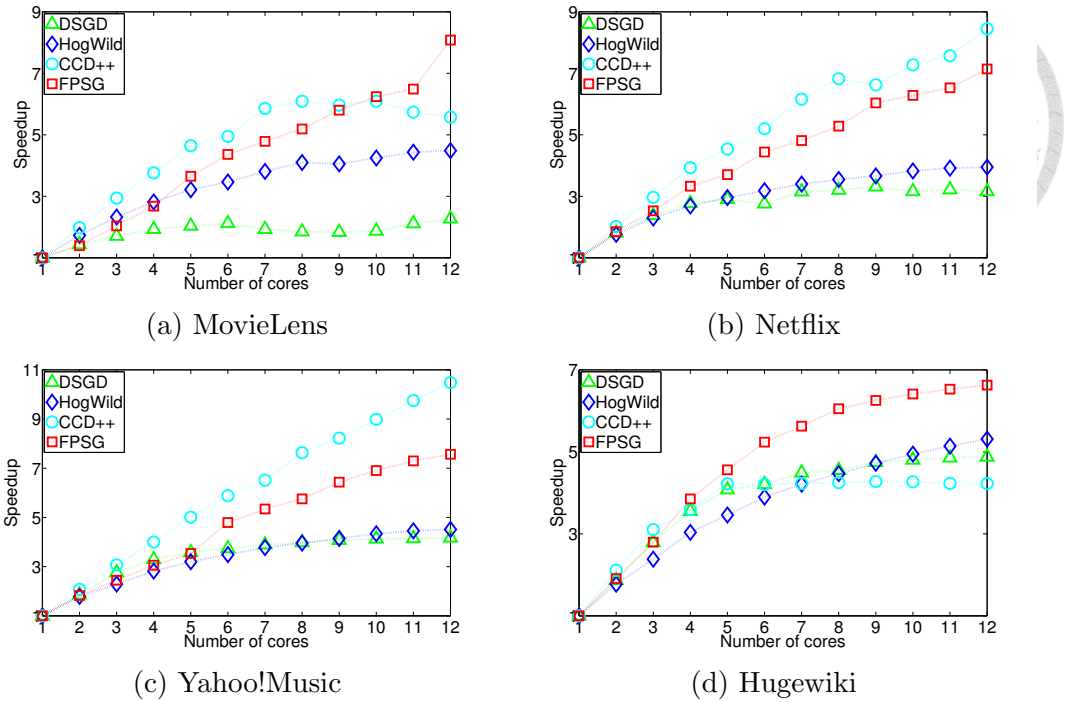 9
7
5
3
1
Speedup
DSGD
HogWild
CCD++
FPSG
1 2 3 4 5 6 7 8 9 10 11 12
Number of cores
(a) MovieLens
9
7
5
3
1
Speedup
DSGD
HogWild
CCD++
FPSG
1 2 3 4 5 6 7 8 9 10 11 12
Number of cores
(b) Netflix
11
9
7
5
3
1
Speedup
DSGD
HogWild
CCD++
FPSG
1 2 3 4 5 6 7 8 9 10 11 12
Number of cores
(c) Yahoo!Music
7
5
3
1
Speedup
DSGD
HogWild
CCD++
FPSG
1 2 3 4 5 6 7 8 9 10 11 12
Number of cores
(d) Hugewiki